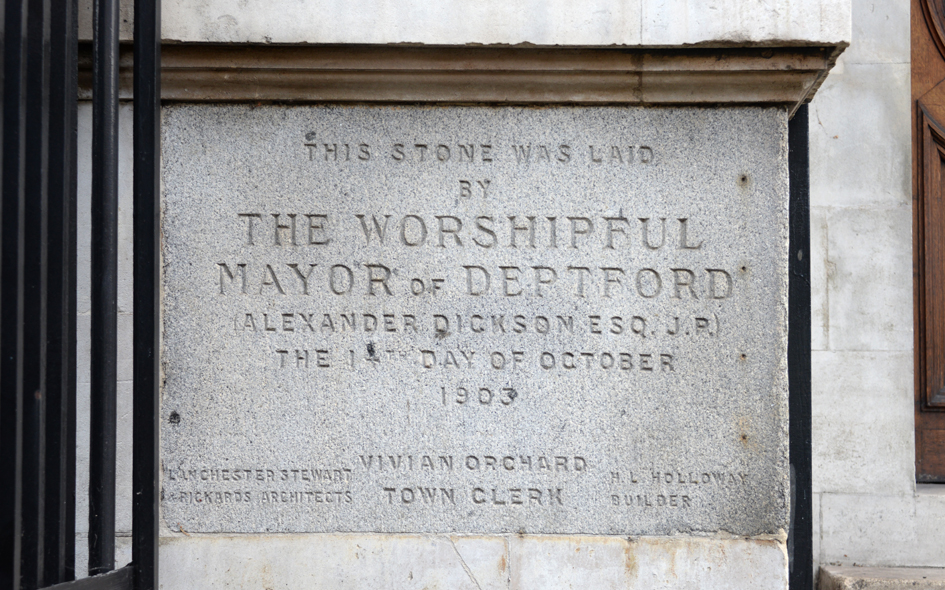 THIS STONE WAS LAID
BY
THE WORSHIPFUL
MAYOR OF DEPTFORD
(ALEXANDER DICKSON ESQ. J.P.)
THE 14TH DAY OF OCTOBER
1903
LANCHESTER STEWART
& RICKARDS ARCHITECTS
VIVIAN ORCHARD
TOWN CLERK
H. L. HOLLOWAY
BUILDER